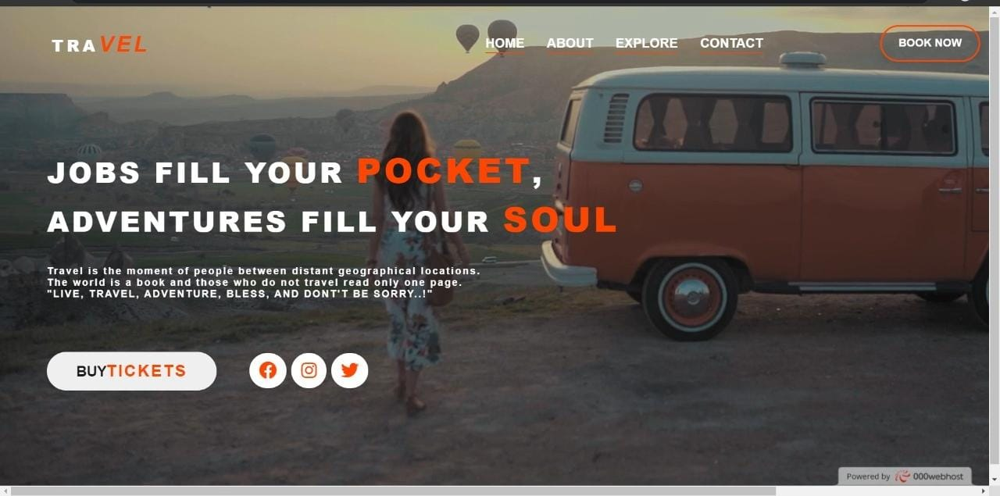 TRAVEL
HOME ABOUT EXPLORE CONTACT
BOOK NOW
JOBS FILL YOUR POCKET,
ADVENTURES FILL YOUR SOUL
Travel is the moment of people between distant geographical locations.
The world is a book and those who do not travel read only one page.
"LIVE, TRAVEL, ADVENTURE, BLESS, AND DONT'T BE SORRY..!"
BUYTICKETS
Powered by 000webhost